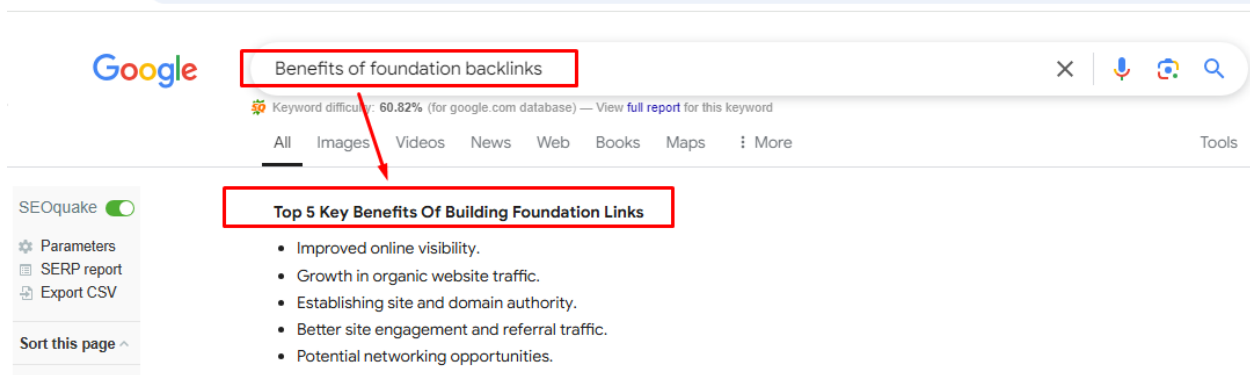 Google
Benefits of foundation backlinks
Keyword difficulty: 60.82% (for google.com database) — View full report for this keyword
All Images Videos News Web Books Maps More Tools
SEOquake
Parameters
SERP report
Export CSV
Sort this page
Top 5 Key Benefits Of Building Foundation Links
Improved online visibility.
Growth in organic website traffic.
Establishing site and domain authority.
Better site engagement and referral traffic.
Potential networking opportunities.